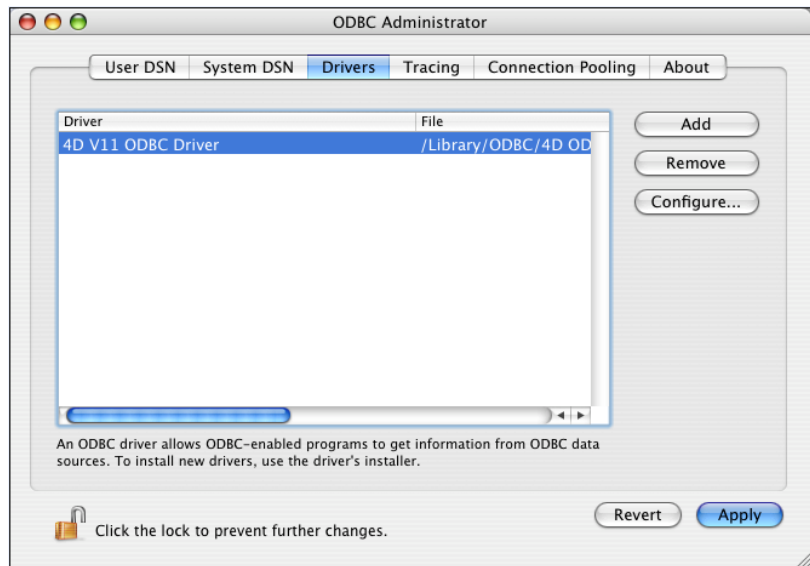 ODBC Administrator
User DSN System DSN Drivers Tracing Connection Pooling About
Driver File
4D V11 ODBC Driver /Library/ODBC/4D OD
Add
Remove
Configure...
An ODBC driver allows ODBC-enabled programs to get information from ODBC data
sources. To install new drivers, use the driver's installer.
Click the lock to prevent further changes.
Revert Apply